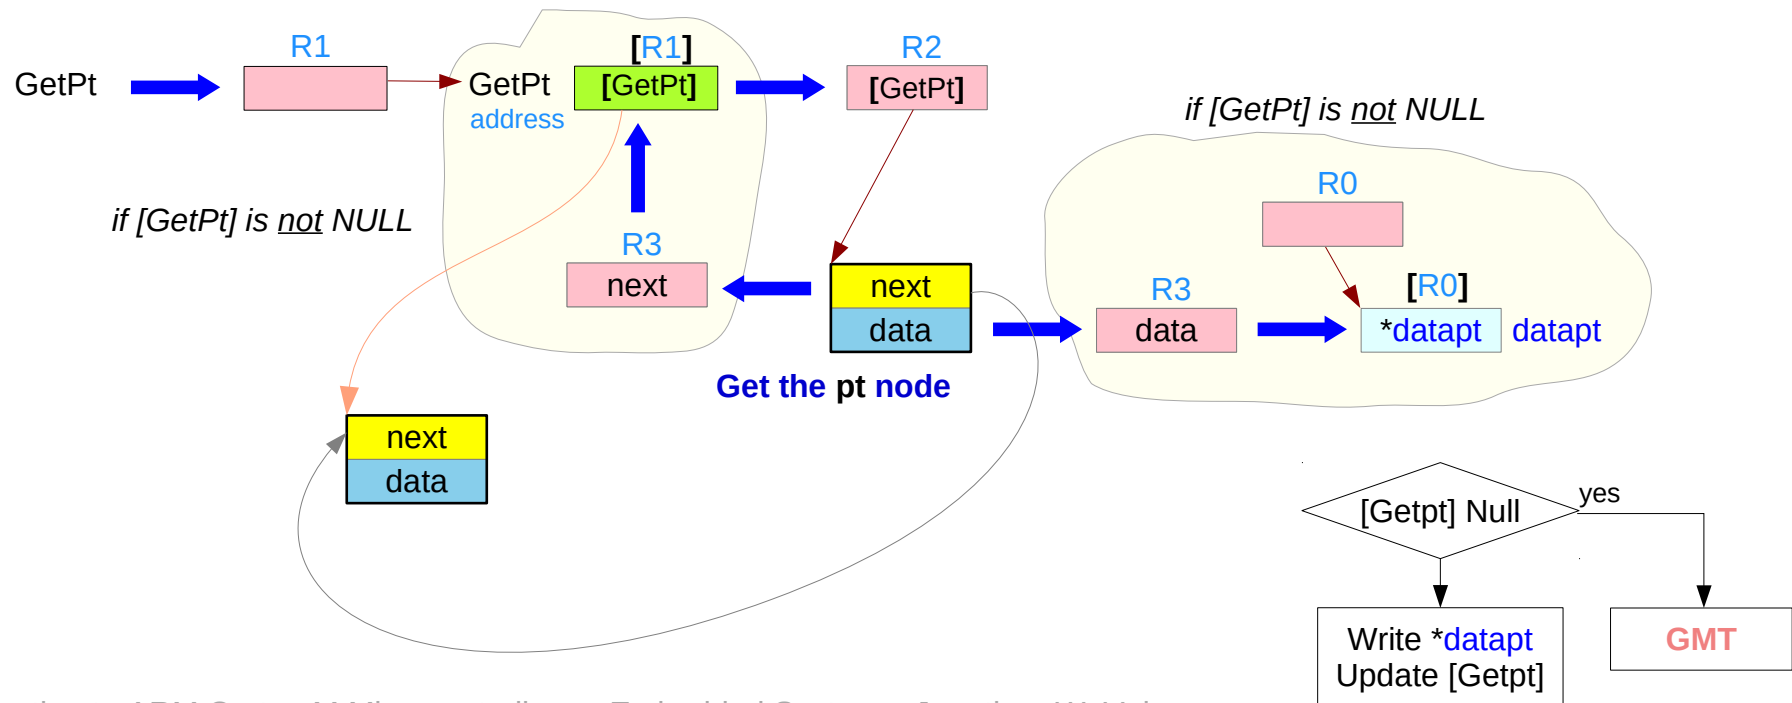 GetPt
R1
GetPt
address
[R1]
[GetPt]
R2
[GetPt]
if [GetPt] is not NULL
if [GetPt] is not NULL
R3
next
next
data
Get the pt node
R3
data
R0
[R0]
*datapt
datapt
next
data
[Getpt] Null
yes
Write *datapt
Update [Getpt]
GMT